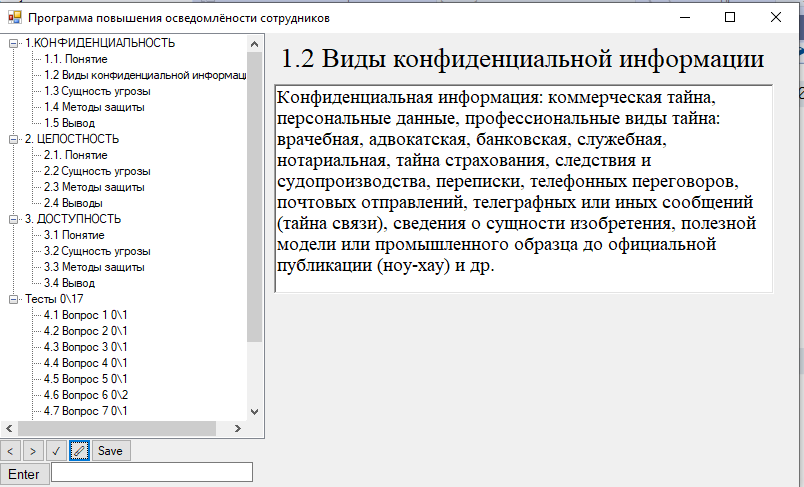 Программа повышения осведомлёности сотрудников
1.КОНФИДЕНЦИАЛЬНОСТЬ
1.1. Понятие
1.2 Виды конфиденциальной информаци
1.3 Сущность угрозы
1.4 Методы защиты
1.5 Вывод
2. ЦЕЛОСТНОСТЬ
2.1. Понятие
2.2 Сущность угрозы
2.3 Методы защиты
2.4 Выводы
3. ДОСТУПНОСТЬ
3.1 Понятие
3.2 Сущность угрозы
3.3 Методы защиты
3.4 Вывод
Тесты 0\17
4.1 Вопрос 1 0\1
4.2 Вопрос 2 0\1
4.3 Вопрос 3 0\1
4.4 Вопрос 4 0\1
4.5 Вопрос 5 0\1
4.6 Вопрос 6 0\2
4.7 Вопрос 7 0\1
< > ✓ Save
Enter
1.2 Виды конфиденциальной информации
Конфиденциальная информация: коммерческая тайна,
персональные данные, профессиональные виды тайна:
врачебная, адвокатская, банковская, служебная,
нотариальная, тайна страхования, следствия и
судопроизводства, переписки, телефонных переговоров,
почтовых отправлений, телеграфных или иных сообщений
(тайна связи), сведения о сущности изобретения, полезной
модели или промышленного образца до официальной
публикации (ноу-хау) и др.